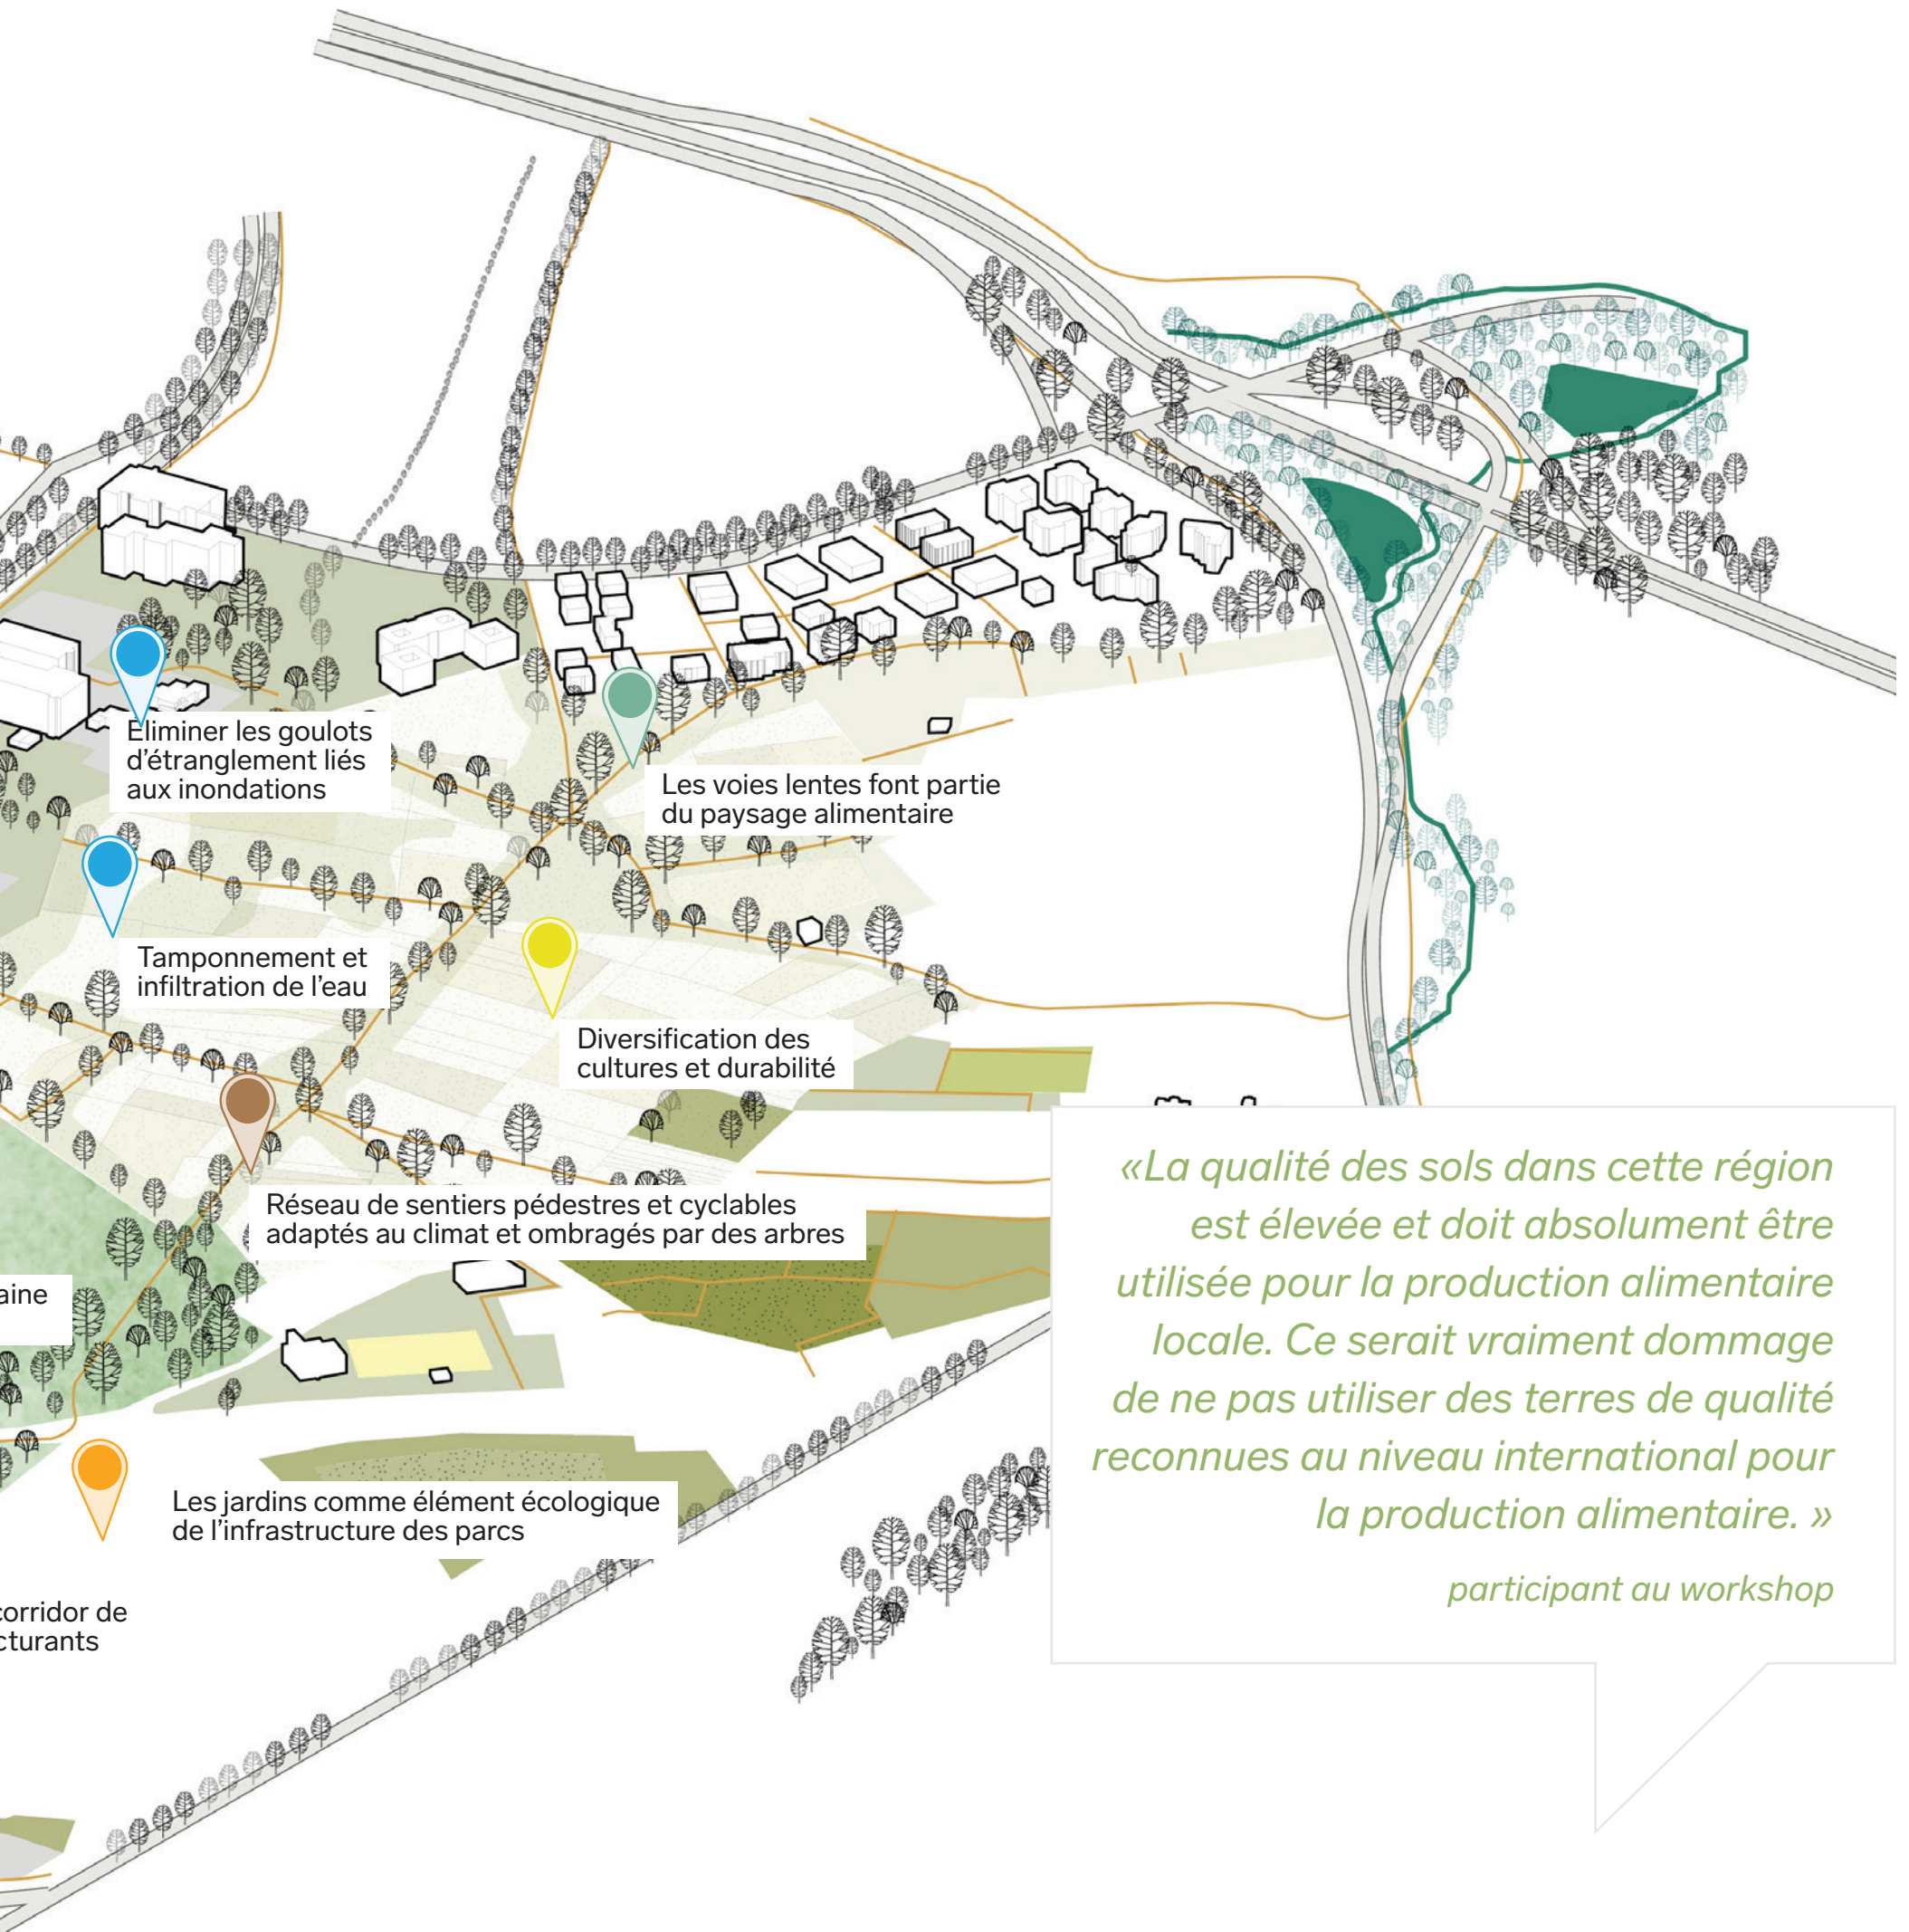 Eliminer les goulots
d'étranglement liés
aux inondations
Les voies lentes font partie
du paysage alimentaire
Tamponnement et
infiltration de l'eau
Diversification des
cultures et durabilité
Réseau de sentiers pédestres et cyclables
adaptés au climat et ombragés par des arbres
aine
Les jardins comme élément écologique
de l'infrastructure des parcs
corridor de
cturants
«La qualité des sols dans cette région
est élevée et doit absolument être
utilisée pour la production alimentaire
locale. Ce serait vraiment dommage
de ne pas utiliser des terres de qualité
reconnues au niveau international pour
la production alimentaire. »
participant au workshop